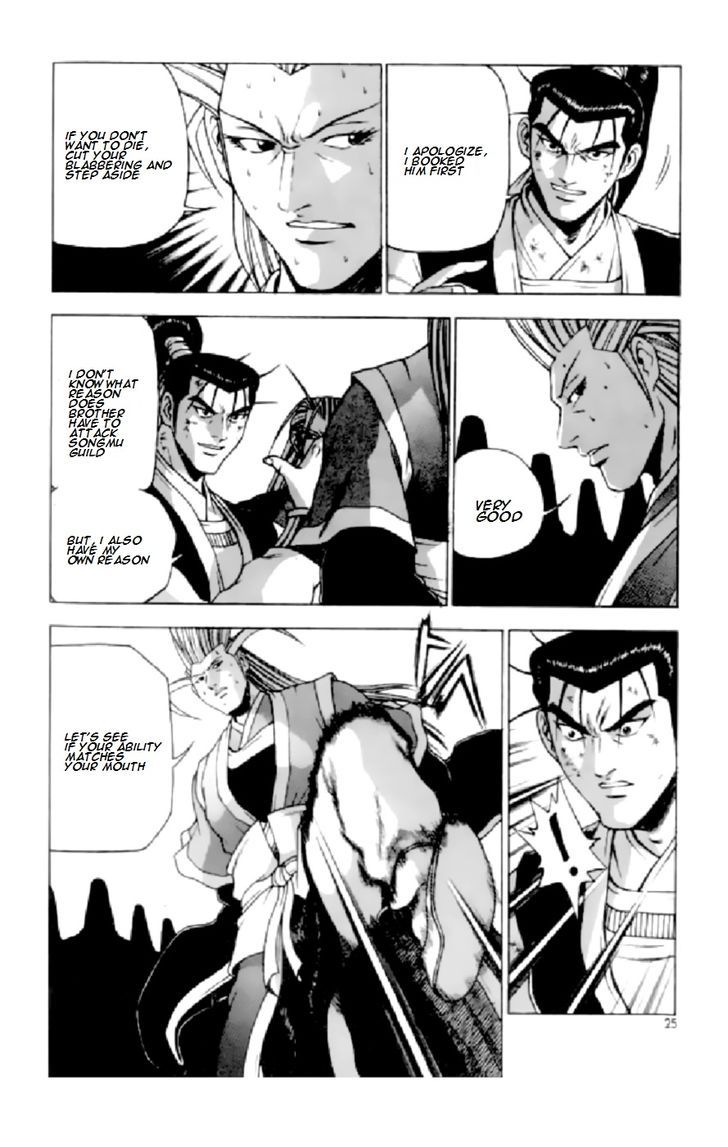 IF YOU DON'T
WANT TO DIE,
CUT YOUR
BLABBERING AND
STEP ASIDE
I APOLOGIZE,
I BOOKED
HIM FIRST
I DON'T
KNOW WHAT
REASON
DOES
BROTHER
HAVE TO
ATTACK
SONGMU
GUILD
BUT, I ALSO
HAVE MY
OWN REASON
VERY
GOOD
LET'S SEE
IF YOUR ABILITY
MATCHES
YOUR MOUTH
!
25